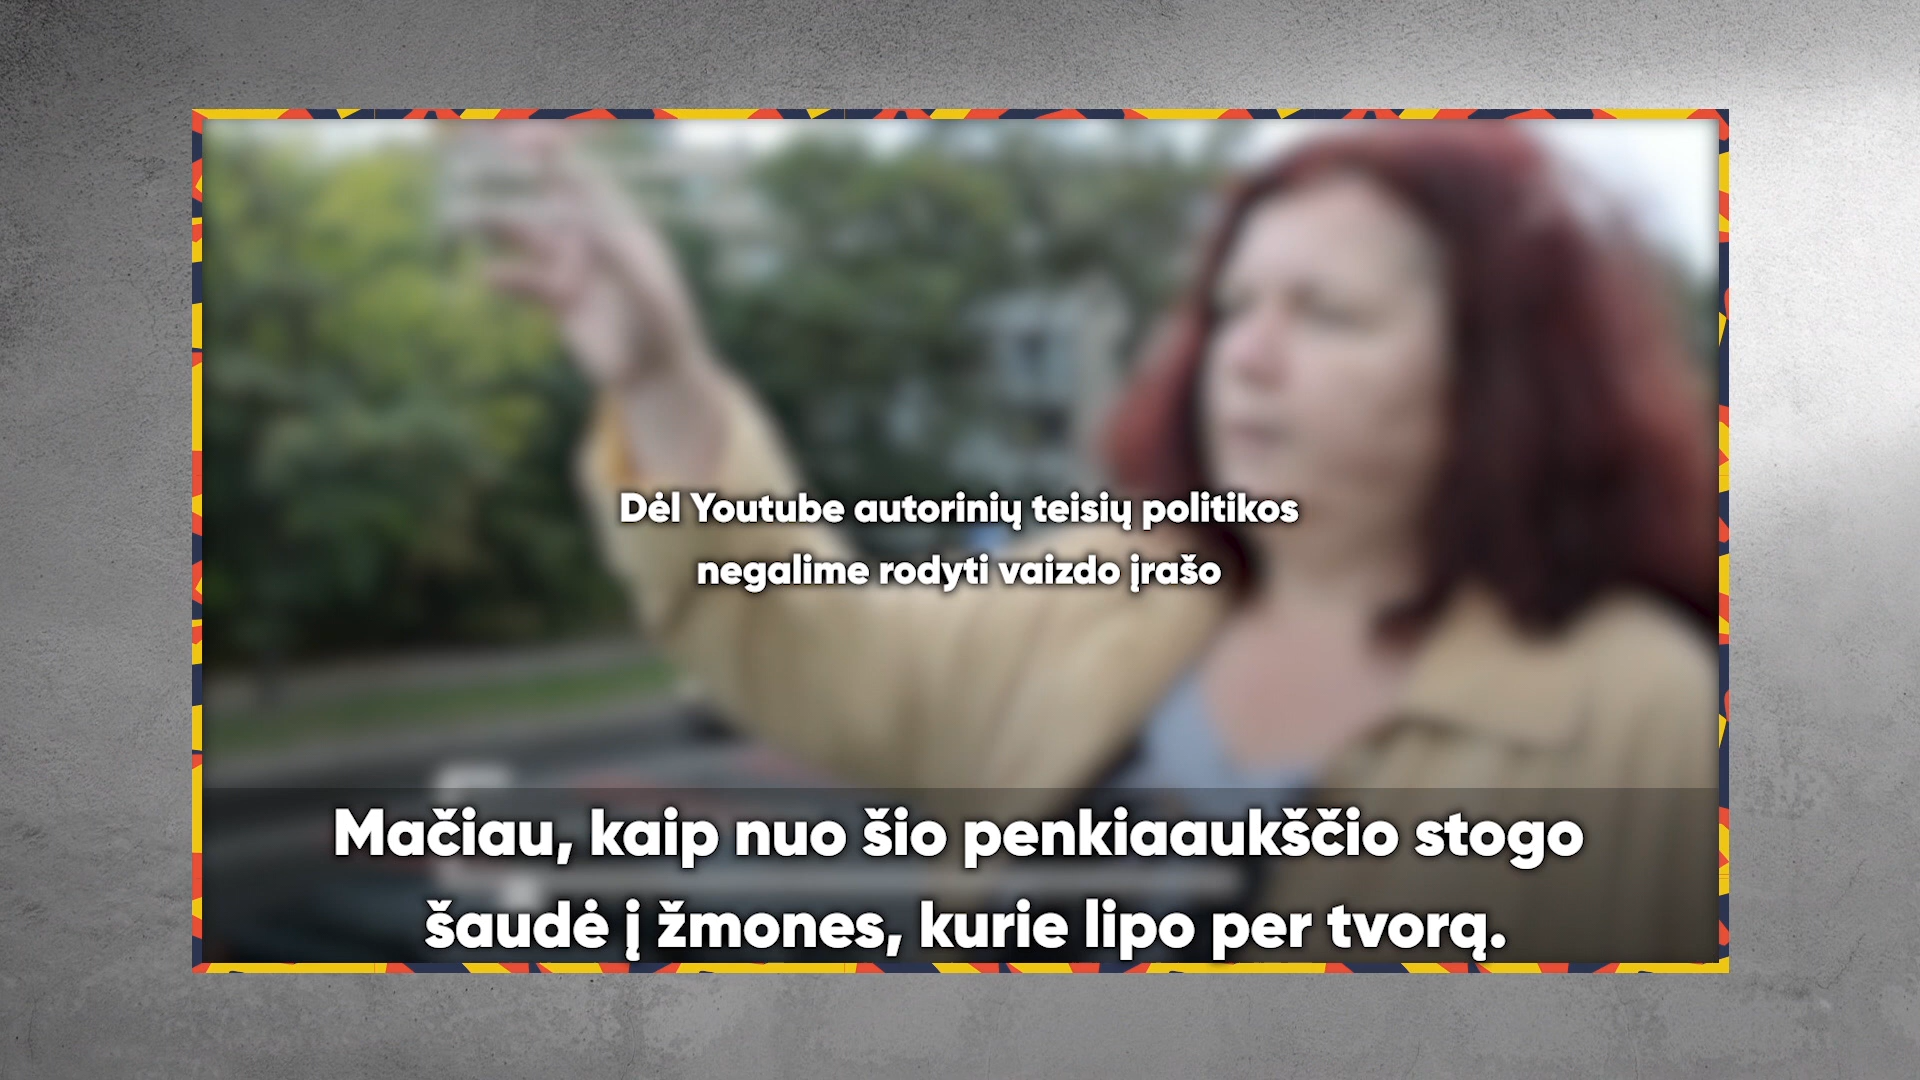 Dėl Youtube autorinių teisių politikos
negalime rodyti vaizdo įrašo
Mačiau, kaip nuo šio penkiaaukščio stogo
šaudė į žmones, kurie lipo per tvorą.